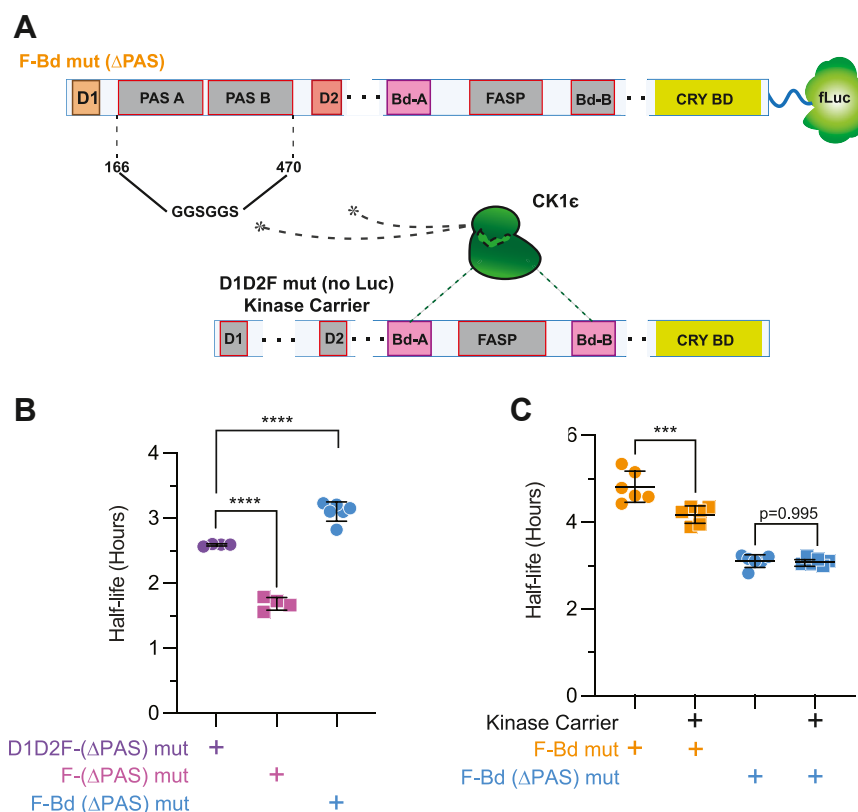 A
F-Bd mut (ΔPAS)
D1 PAS A PAS B D2 Bd-A FASP Bd-B CRY BD fLuc
166 470
GGSGGS
* *
CK1ϵ
D1D2F mut (no Luc)
Kinase Carrier
D1 D2 Bd-A FASP Bd-B CRY BD
B
****
****
4
3
2
1
0
Half-life (Hours)
D1D2F-(ΔPAS) mut +
F-(ΔPAS) mut +
F-Bd (ΔPAS) mut +
C
***
p=0.995
6
4
2
0
Half-life (Hours)
Kinase Carrier + +
F-Bd mut + +
F-Bd (ΔPAS) mut + +